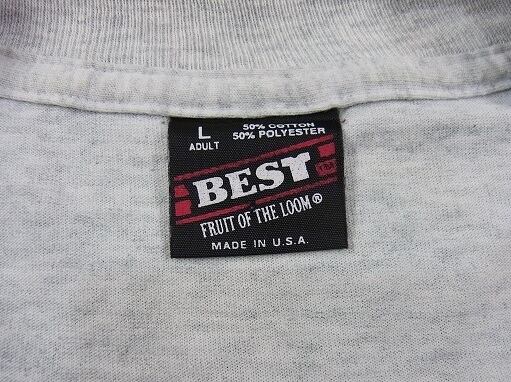 L
ADULT
50% COTTON
50% POLYESTER
BEST
FRUIT OF THE LOOM®
MADE IN U.S.A.